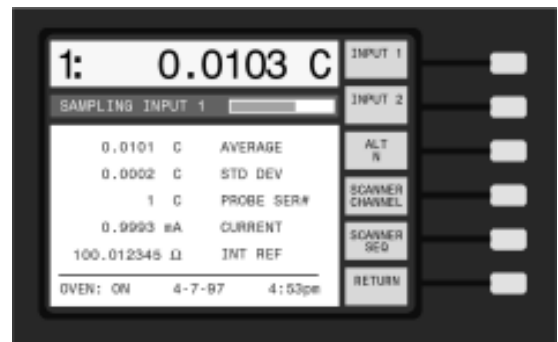 1: 0.0103 C
SAMPLING INPUT 1
0.0101 C AVERAGE
0.0002 C STD DEV
1 C PROBE SER#
0.9993 mA CURRENT
100.012345 Ω INT REF
OVEN: ON 4-7-97 4:53pm
INPUT 1
INPUT 2
ALT
N
SCANNER
CHANNEL
SCANNER
SEQ
RETURN